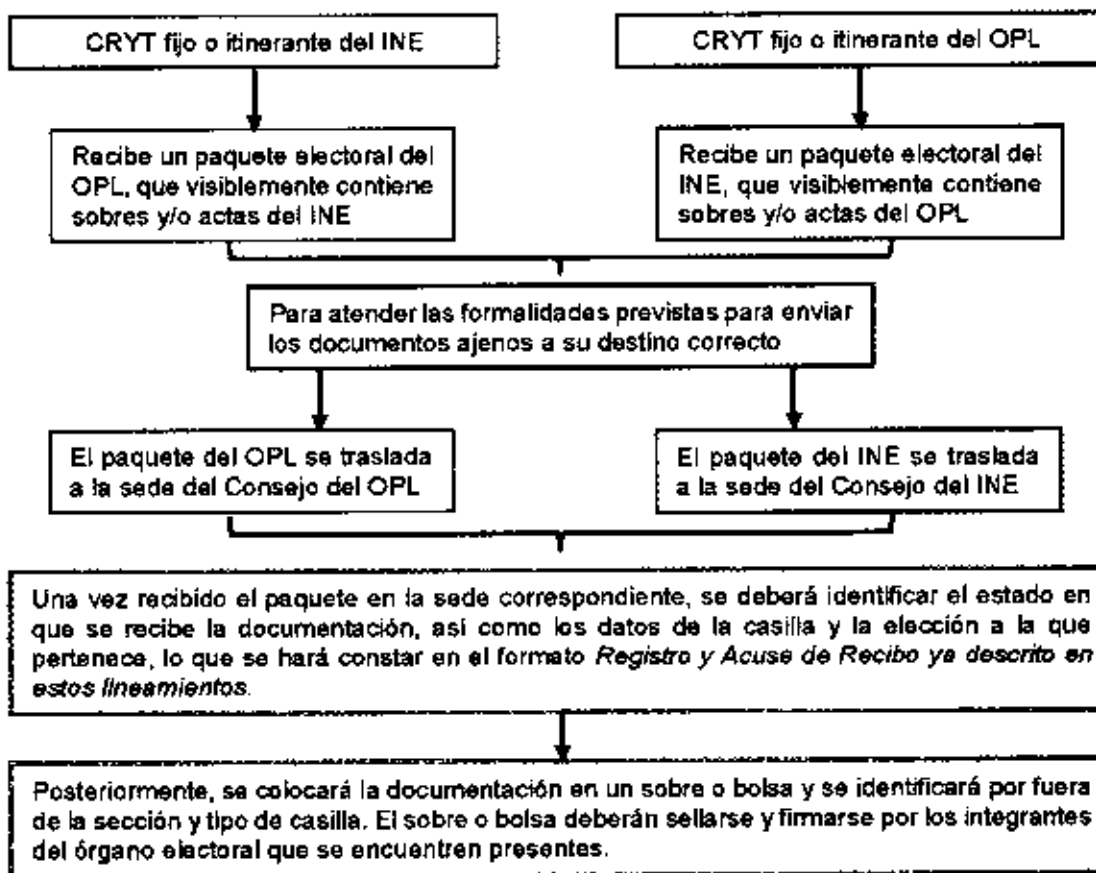 CRYT fijo o itinerante del INE
CRYT fijo o itinerante del OPL
Recibe un paquete electoral del
OPL, que visiblemente contiene
sobres y/o actas del INE
Recibe un paquete electoral del
INE, que visiblemente contiene
sobres y/o actas del OPL
Para atender las formalidades previstas para enviar
los documentos ajenos a su destino correcto
El paquete del OPL se traslada
a la sede del Consejo del OPL
El paquete del INE se traslada
a la sede del Consejo del INE
Una vez recibido el paquete en la sede correspondiente, se deberá identificar el estado en
que se recibe la documentación, así como los datos de la casilla y la elección a la que
pertenece, lo que se hará constar en el formato Registro y Acuse de Recibo ya descrito en
estos lineamientos.
Posteriormente, se colocará la documentación en un sobre o bolsa y se identificará por fuera
de la sección y tipo de casilla. El sobre o bolsa deberán sellarse y firmarse por los integrantes
del órgano electoral que se encuentren presentes.